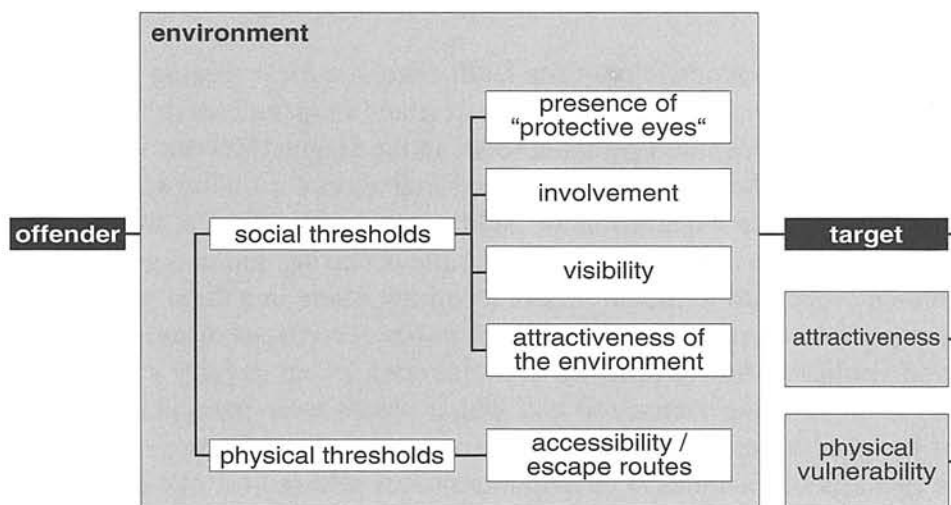 environment
presence of
“protective eyes“
involvement
offender
social thresholds
target
visibility
attractiveness of
the environment
attractiveness
physical thresholds
accessibility /
escape routes
physical
vulnerability